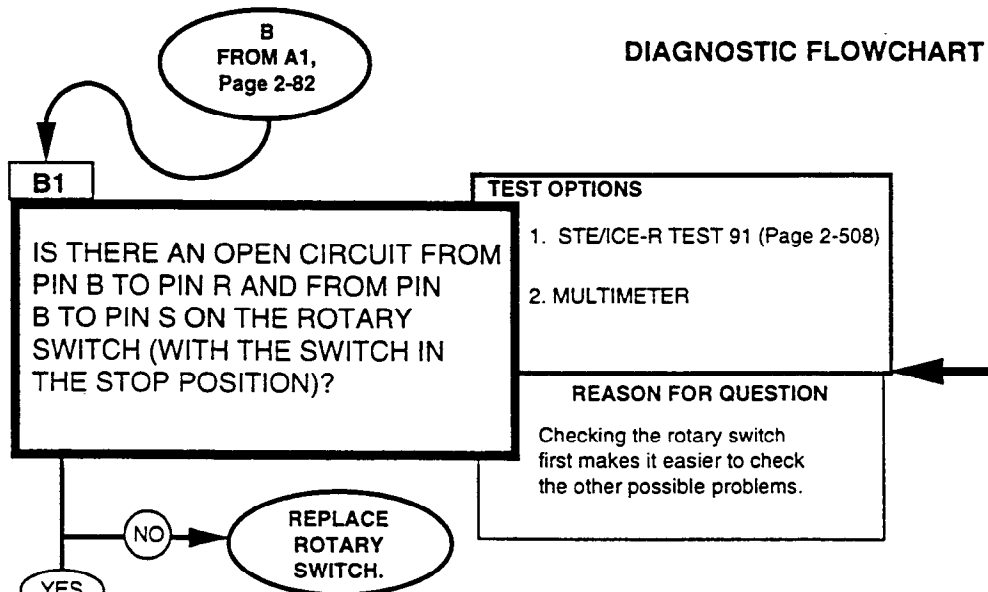 B
FROM A1,
Page 2-82
DIAGNOSTIC FLOWCHART
B1
IS THERE AN OPEN CIRCUIT FROM
PIN B TO PIN R AND FROM PIN
B TO PIN S ON THE ROTARY
SWITCH (WITH THE SWITCH IN
THE STOP POSITION)?
TEST OPTIONS
1. STE/ICE-R TEST 91 (Page 2-508)
2. MULTIMETER
REASON FOR QUESTION
Checking the rotary switch
first makes it easier to check
the other possible problems.
NO
REPLACE
ROTARY
SWITCH.
YES